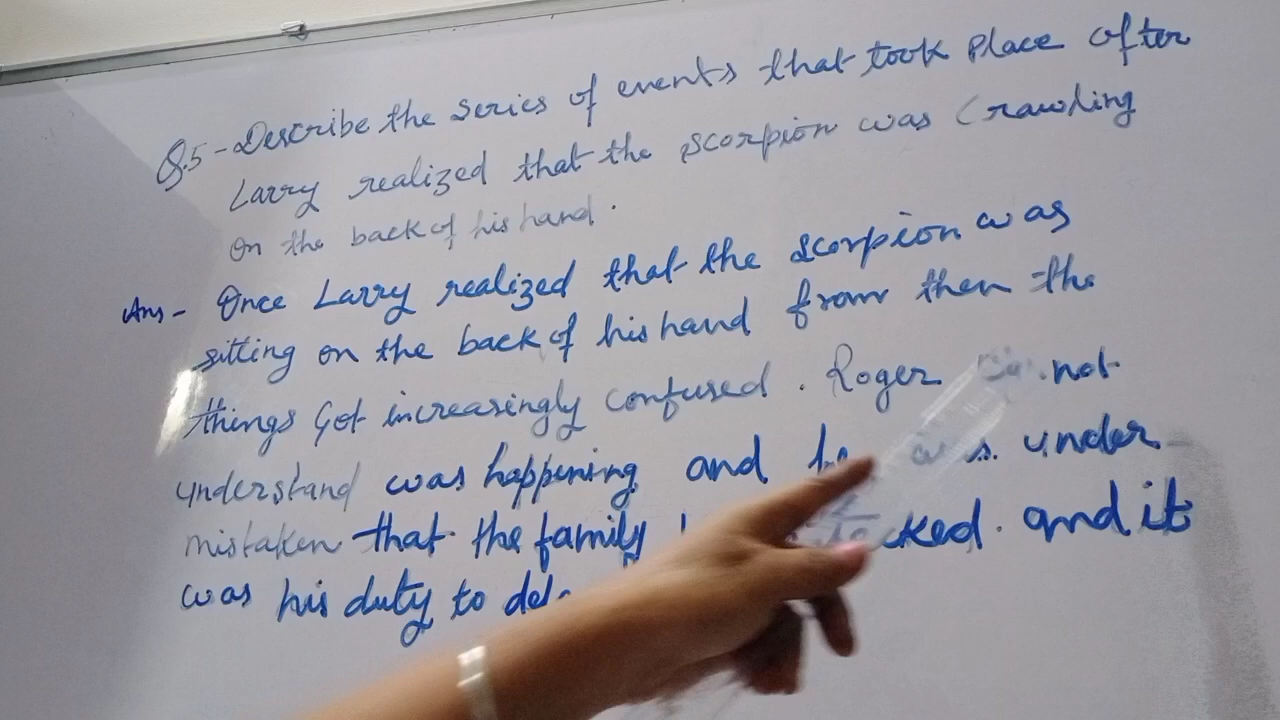 Q.5 - Describe the series of events that took place after
Larry realized that the scorpion was Crawling
on the back of his hand.
Ans - Once Larry realized that the scorpion was
sitting on the back of his hand from then the
things Got increasingly confused. Roger not
understand was happening and under
mistaken that the family and it
was his duty to